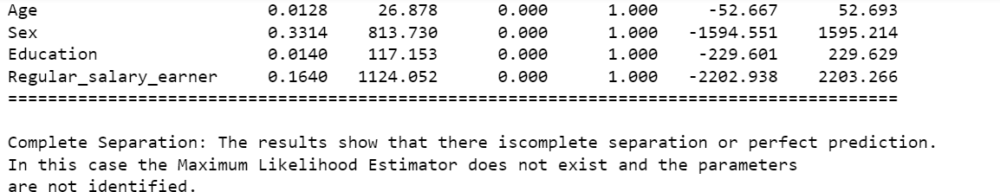 Age 0.0128 26.878 0.000 1.000 -52.667 52.693
Sex 0.3314 813.730 0.000 1.000 -1594.551 1595.214
Education 0.0140 117.153 0.000 1.000 -229.601 229.629
Regular_salary_earner 0.1640 1124.052 0.000 1.000 -2202.938 2203.266
==========================================================================================
Complete Separation: The results show that there iscomplete separation or perfect prediction.
In this case the Maximum Likelihood Estimator does not exist and the parameters
are not identified.